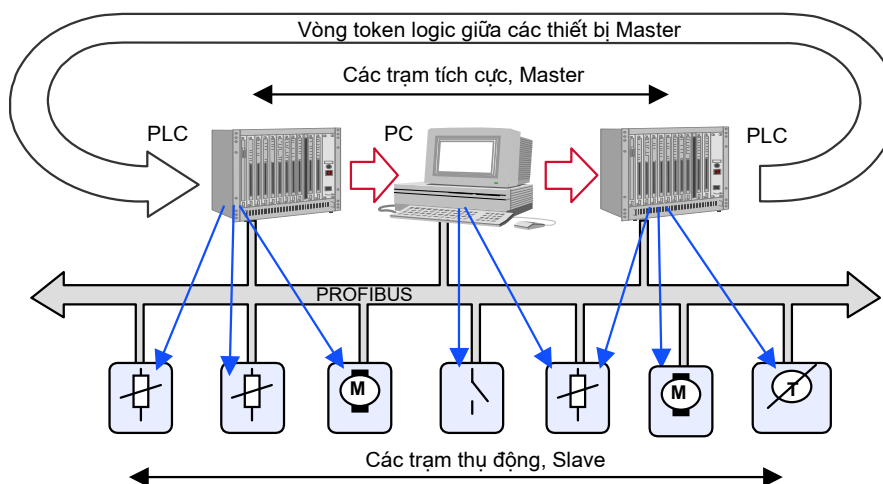 Vòng token logic giữa các thiết bị Master
Các trạm tích cực, Master
PLC
PC
PLC
PROFIBUS
M
M
T
Các trạm thụ động, Slave